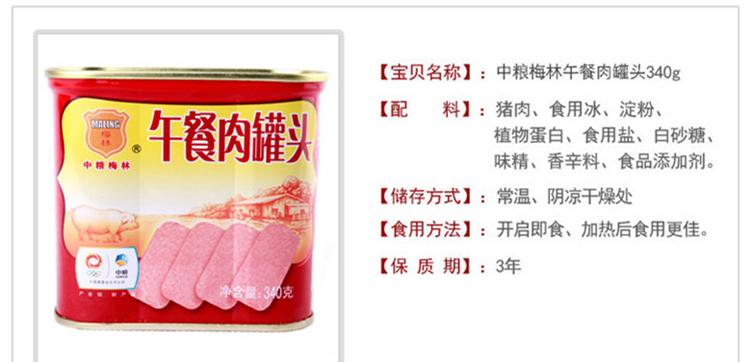 MALING
梅
林
®
中粮梅林
午餐肉罐头
中粮
净含量:340克
【宝贝名称】:中粮梅林午餐肉罐头340g
【配 料】:猪肉、食用冰、淀粉,
植物蛋白、食用盐、白砂糖、
味精、香辛料、食品添加剂。
【储存方式】:常温、阴凉干燥处
【食用方法】:开启即食、加热后食用更佳。
【保 质 期】:3年